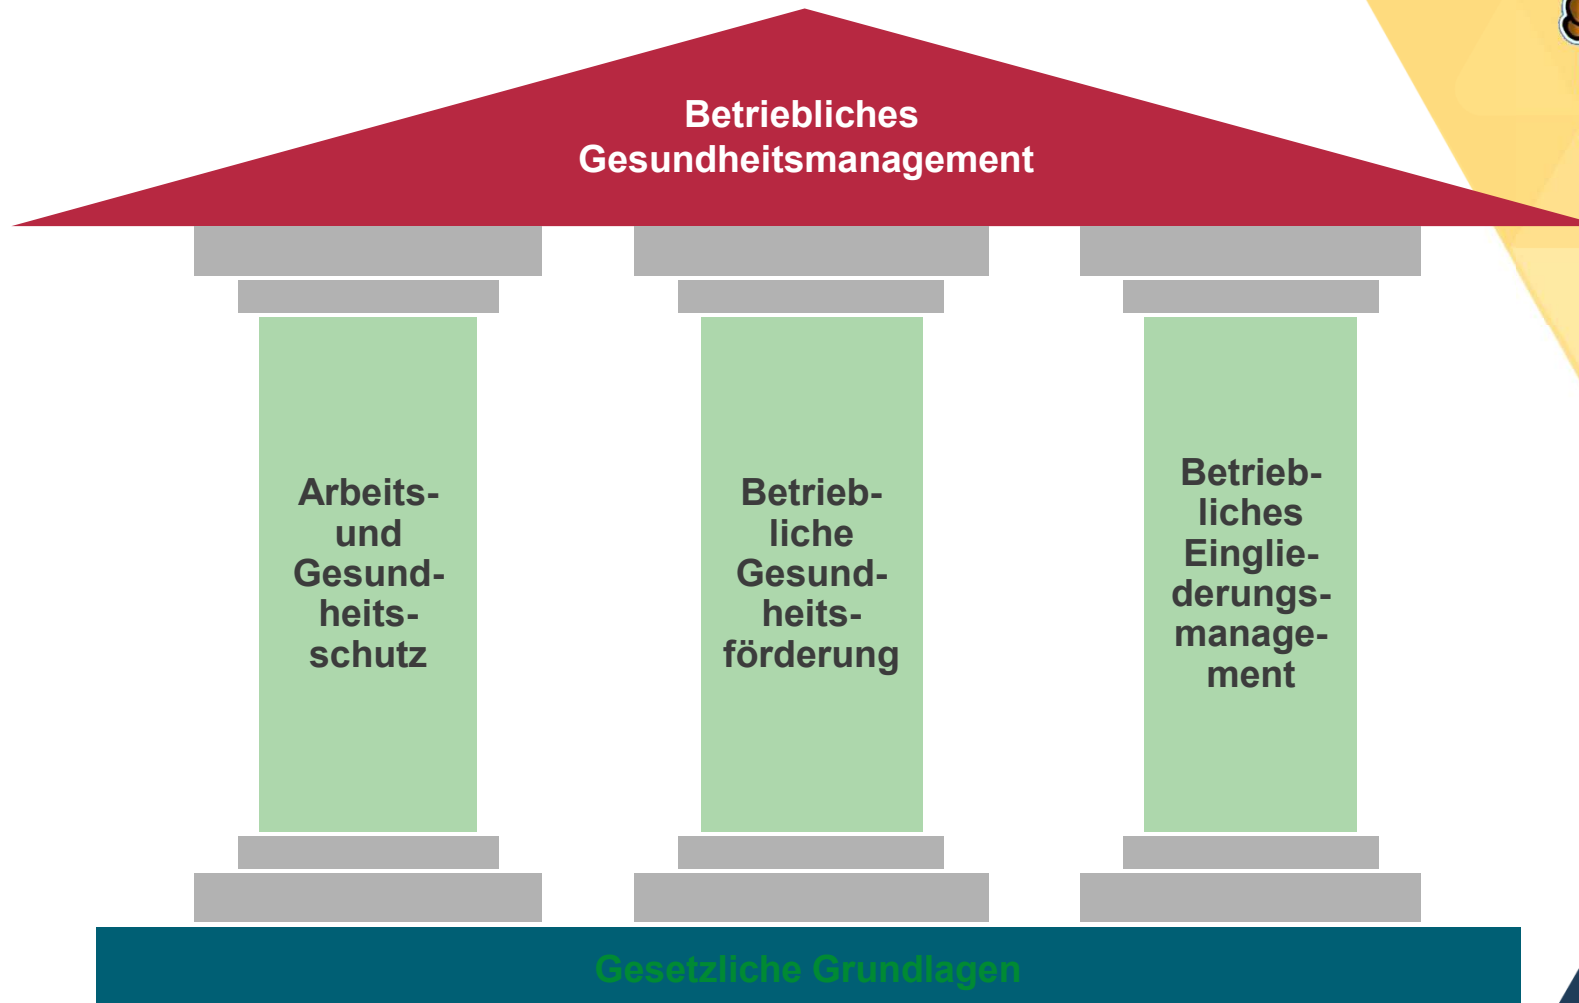 Betriebliches
Gesundheitsmanagement
Arbeits-
und
Gesund-
heits-
schutz
Betrieb-
liche
Gesund-
heits-
förderung
Betrieb-
liches
Einglie-
derungs-
manage-
ment
Gesetzliche Grundlagen